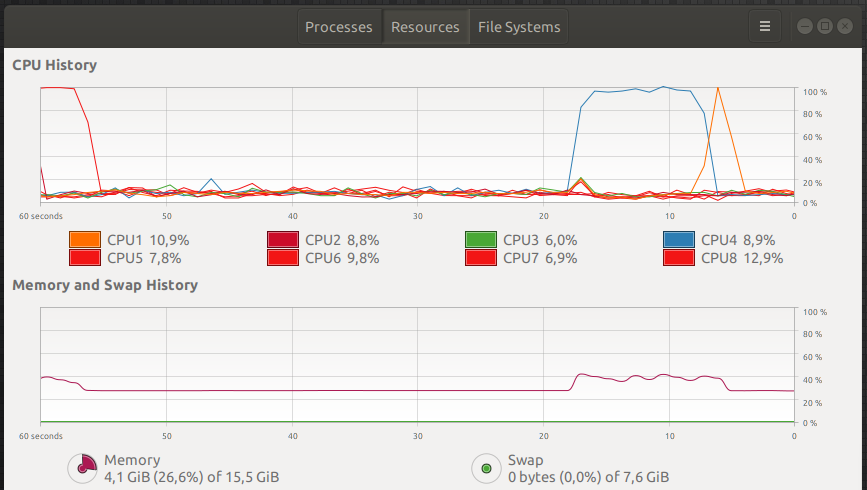 Processes Resources File Systems
CPU History
100 %
80 %
60 %
40 %
20 %
0 %
60 seconds 50 40 30 20 10 0
CPU1 10,9% CPU2 8,8% CPU3 6,0% CPU4 8,9%
CPU5 7,8% CPU6 9,8% CPU7 6,9% CPU8 12,9%
Memory and Swap History
100 %
80 %
60 %
40 %
20 %
0 %
60 seconds 50 40 30 20 10 0
Memory Swap
4,1 GiB (26,6%) of 15,5 GiB 0 bytes (0,0%) of 7,6 GiB